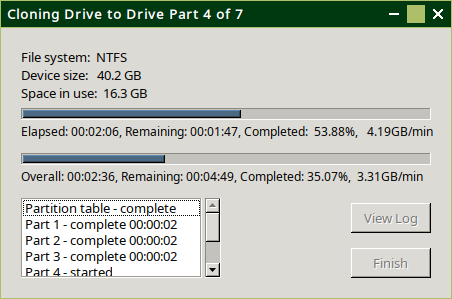 Cloning Drive to Drive Part 4 of 7
File system: NTFS
Device size: 40.2 GB
Space in use: 16.3 GB
Elapsed: 00:02:06, Remaining: 00:01:47, Completed: 53.88%, 4.19GB/min
Overall: 00:02:36, Remaining: 00:04:49, Completed: 35.07%, 3.31GB/min
Partition table - complete
Part 1 - complete 00:00:02
Part 2 - complete 00:00:02
Part 3 - complete 00:00:02
Part 4 - started
View Log
Finish